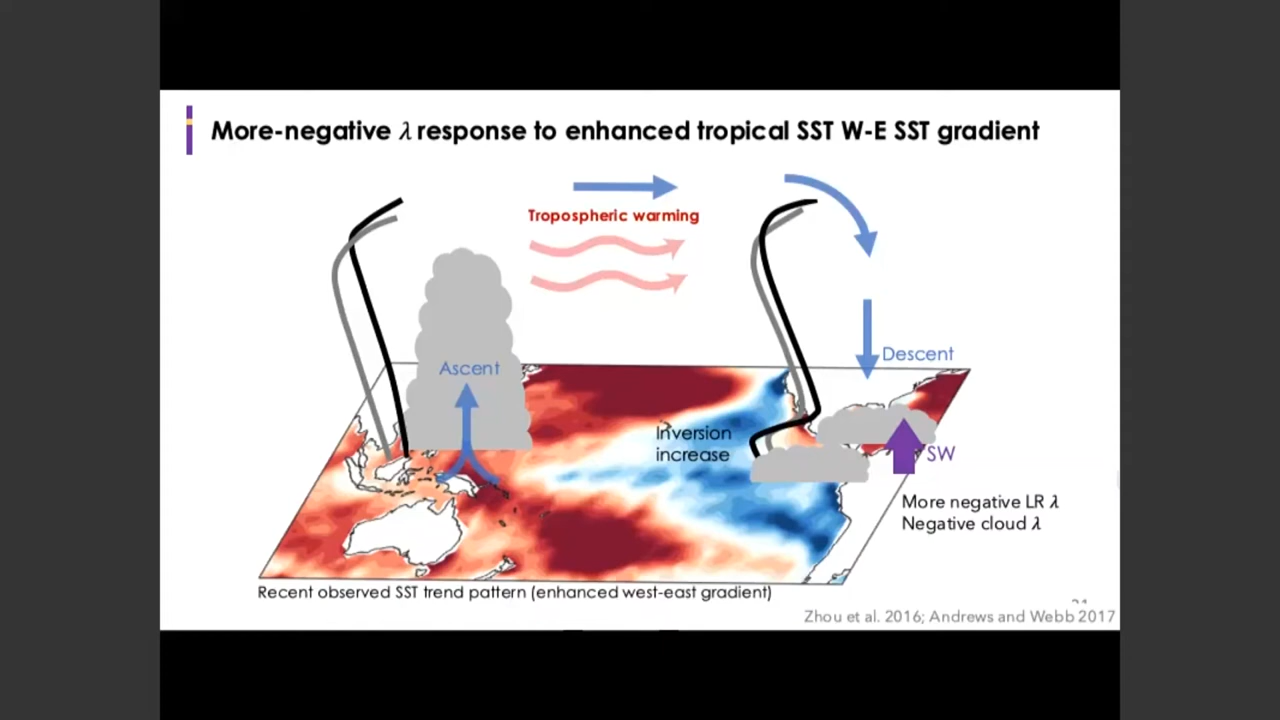 More-negative λ response to enhanced tropical SST W-E SST gradient
Tropospheric warming
Ascent
Descent
Inversion
increase
SW
More negative LR λ
Negative cloud λ
Recent observed SST trend pattern (enhanced west-east gradient)
Zhou et al. 2016; Andrews and Webb 2017